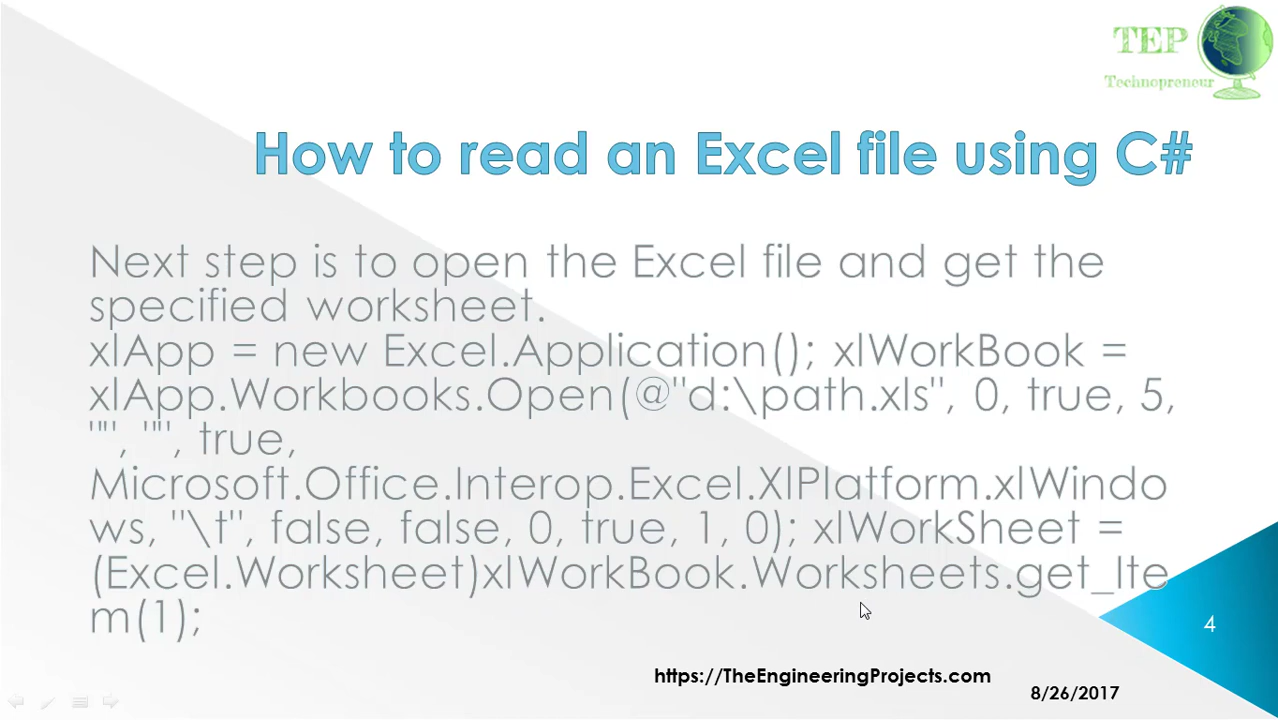 TEP
Technopreneur
How to read an Excel file using C#
Next step is to open the Excel file and get the
specified worksheet.
xlApp = new Excel.Application(); xlWorkBook =
xlApp.Workbooks.Open(@"d:\path.xls", 0, true, 5,
"", "", true,
Microsoft.Office.Interop.Excel.XlPlatform.xlWindo
ws, "\t", false, false, 0, true, 1, 0); xlWorkSheet =
(Excel.Worksheet)xlWorkBook.Worksheets.get_Ite
m(1);
4
https://TheEngineeringProjects.com
8/26/2017